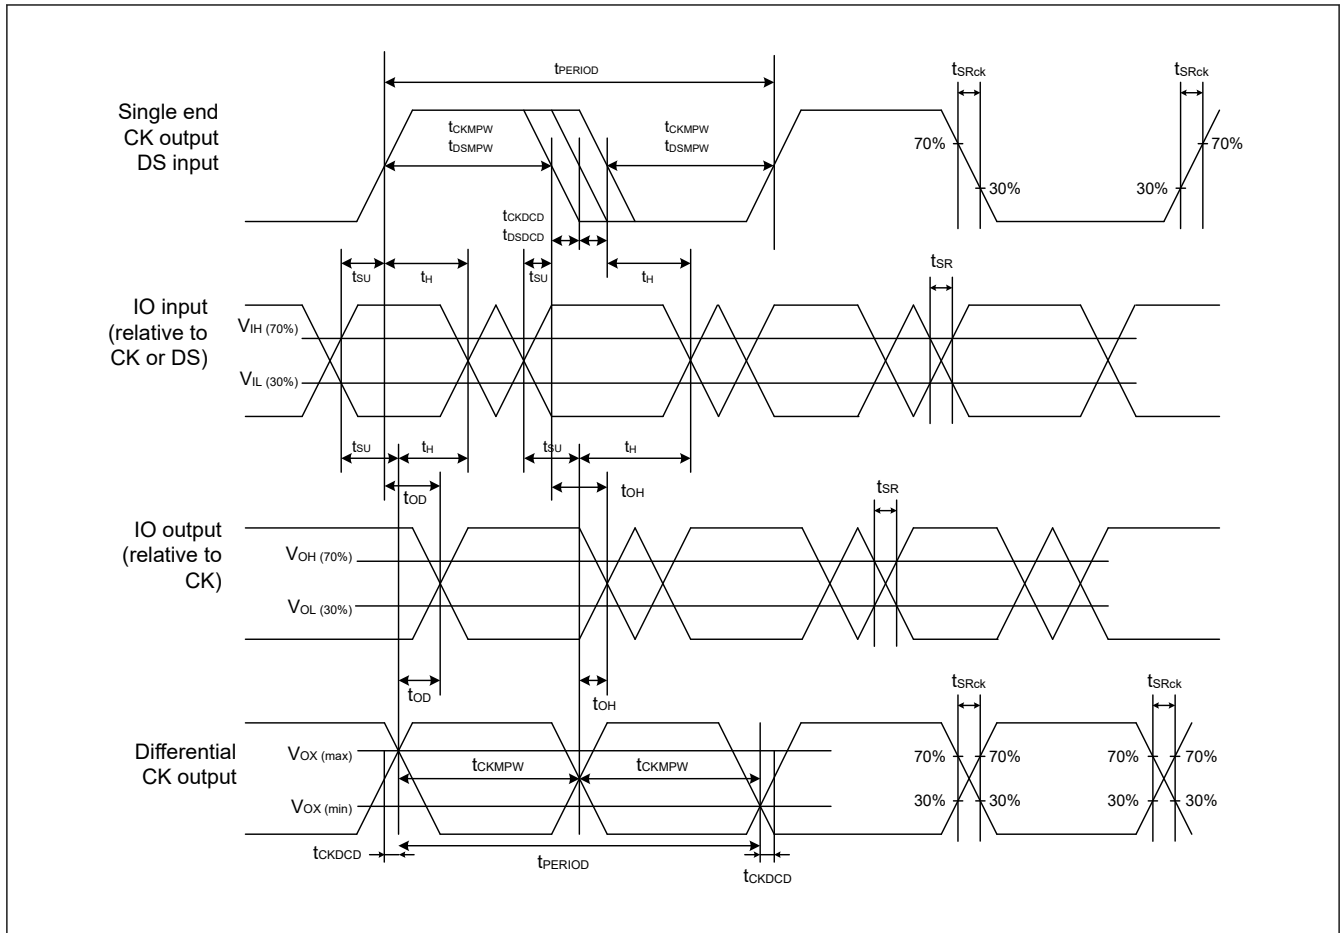 tPERIOD
tSRck
tSRck
Single end
CK output
DS input
tCKMPW
tDSMPW
tCKMPW
tDSMPW
70%
30%
30%
70%
tCKDCD
tDSDCD
tSU
tH
tSU
tH
tSR
IO input
(relative to
CK or DS)
VIH (70%)
VIL (30%)
tSU
tH
tSU
tH
tOD
tOH
tSR
IO output
(relative to
CK)
VOH (70%)
VOL (30%)
tOD
tOH
tSRck
tSRck
Differential
CK output
VOX (max)
VOX (min)
tCKMPW
tCKMPW
70%
70%
70%
70%
30%
30%
30%
30%
tCKDCD
tPERIOD
tCKDCD